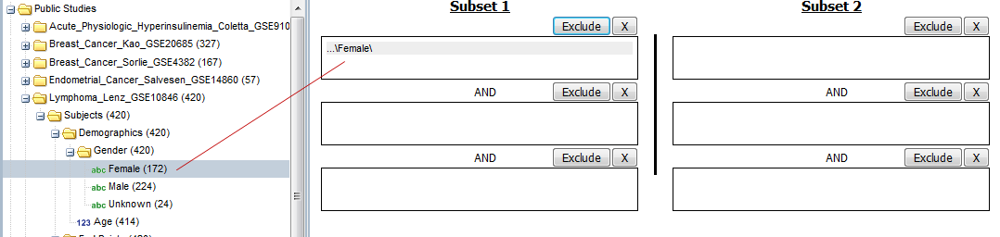 Public Studies
Acute_Physiologic_Hyperinsulinemia_Coletta_GSE910
Breast_Cancer_Kao_GSE20685 (327)
Breast_Cancer_Sorlie_GSE4382 (167)
Endometrial_Cancer_Salvesen_GSE14860 (57)
Lymphoma_Lenz_GSE10846 (420)
Subjects (420)
Demographics (420)
Gender (420)
abc Female (172)
abc Male (224)
abc Unknown (24)
123 Age (414)
Subset 1
Exclude X
...\Female\
AND Exclude X
AND Exclude X
Subset 2
Exclude X
AND Exclude X
AND Exclude X